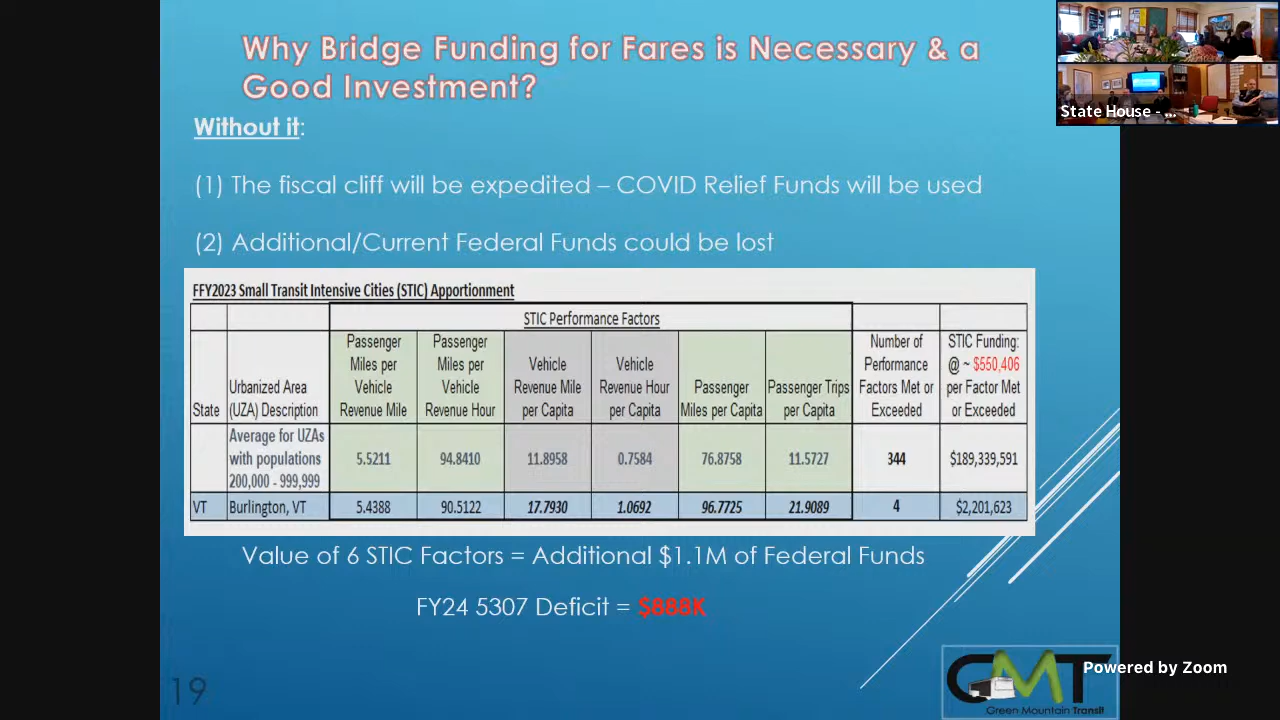 Why Bridge Funding for Fares is Necessary & a
Good Investment?
Without it:
(1) The fiscal cliff will be expedited – COVID Relief Funds will be used
(2) Additional/Current Federal Funds could be lost
FFY2023 Small Transit Intensive Cities (STIC) Apportionment
STIC Performance Factors
State
Urbanized Area
(UZA) Description
Passenger
Miles per
Vehicle
Revenue Mile
Passenger
Miles per
Vehicle
Revenue Hour
Vehicle
Revenue Mile
per Capita
Vehicle
Revenue Hour
per Capita
Passenger
Miles per Capita
Passenger Trips
per Capita
Number of
Performance
Factors Met or
Exceeded
STIC Funding:
@ ~ $550,406
per Factor Met
or Exceeded
Average for UZAs
with populations
200,000 - 999,999
5.5211
94.8410
11.8958
0.7584
76.8758
11.5727
344
$189,339,591
VT
Burlington, VT
5.4388
90.5122
17.7930
1.0692
96.7725
21.9089
4
$2,201,623
Value of 6 STIC Factors = Additional $1.1M of Federal Funds
FY24 5307 Deficit = $888K
19
GMT
Green Mountain Transit
State House - ...
Powered by Zoom